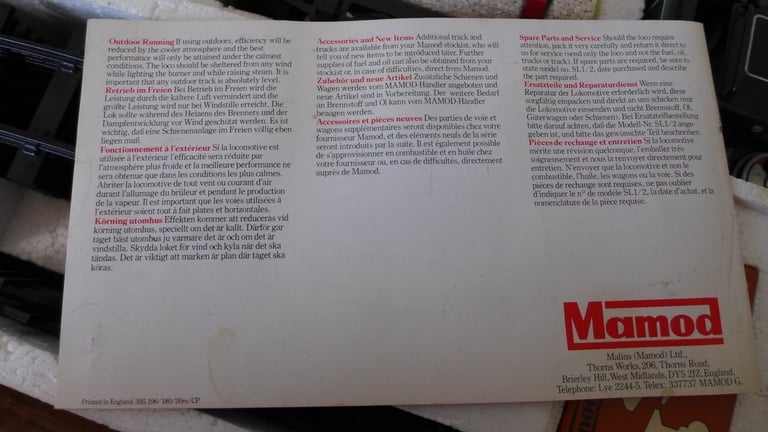 Outdoor Running If using outdoors, efficiency will be
reduced by the cooler atmosphere and the best
performance will only be attained under the calmest
conditions. The loco should be sheltered from any wind
while lighting the burner and while raising steam. It is
important that any outdoor track is absolutely level.
Betrieb im Freien Bei Betrieb im Freien wird die
Leistung durch die kältere Luft vermindert und die
größte Leistung wird nur bei Windstille erreicht. Die
Lok sollte während des Heizens des Brenners und der
Dampfentwicklung vor Wind geschützt werden. Es ist
wichtig, daß eine Schienenanlage im Freien völlig eben
liegen muß.
Fonctionnement à l'extérieur Si la locomotive est
utilisée à l'extérieur l'efficacité sera réduite par
l'atmosphère plus froide et la meilleure performance ne
sera obtenue que dans les conditions les plus calmes.
Abriter la locomotive de tout vent ou courant d'air
durant l'allumage du brûleur et pendant le production
de la vapeur. Il est important que les voies utilisées à
l'extérieur soient tout à fait plates et horizontales.
Körning utomhus Effekten kommer att reduceras vid
körning utomhus, speciellt om det är kallt. Därför går
tåget bäst utomhus ju varmare det är och om det är
vindstilla. Skydda loket för vind och kyla när det ska
tändas. Det är viktigt att marken är plan där tåget ska
köras.
Accessories and New Items Additional track and
trucks are available from your Mamod stockist, who will
tell you of new items to be introduced later. Further
supplies of fuel and oil can also be obtained from your
stockist or, in case of difficulties, direct from Mamod.
Zubehör und neue Artikel Zusätzliche Schienen und
Wagen werden vom MAMOD-Händler angeboten und
neue Artikel sind in Vorbereitung. Der weitere Bedarf
an Brennstoff und Öl kann vom MAMOD-Händler
bezogen werden.
Accessoires et pièces neuves Des parties de voie et
wagons supplémentaires seront disponibles chez votre
fournisseur Mamod, et des éléments neufs de la série
seront introduits par la suite. Il est également possible
de s'approvisionner en combustible et en huile chez
votre fournisseur ou, en cas de difficultés, directement
auprès de Mamod.
Spare Parts and Service Should the loco require
attention, pack it very carefully and return it direct to
us for service (send only the loco and not the fuel, oil,
trucks or track). If spare parts are required, be sure to
state model no. SL1/2, date purchased and describe
the part required.
Ersatzteile und Reparaturdienst Wenn eine
Reparatur der Lokomotive erforderlich wird, diese
sorgfältig einpacken und direkt an uns schicken (nur
die Lokomotive einsenden und nicht Brennstoff, Öl,
Güterwagen oder Schienen). Bei Ersatzteilbestellung
bitte darauf achten, daß die Modell-Nr. SL1/2 ange-
geben ist, und bitte das gewünschte Teil beschreiben.
Pièces de rechange et entretien Si la locomotive
mérite une révision quelconque, l'emballer très
soigneusement et nous la renvoyer directement pour
entretien. N'envoyer que la locomotive et non le
combustible, l'huile, les wagons ou la voie. Si des
pièces de rechange sont requises, ne pas oublier
d'indiquer le n° de modèle SL1/2, la date d'achat, et la
nomenclature de la pièce requise.
Mamod
Malins (Mamod) Ltd.,
Thorns Works, 206, Thorns Road,
Brierley Hill, West Midlands, DY5 2JZ, England.
Telephone: Lye 2244-5. Telex: 337737 MAMOD G.
Printed in England 305.196/180/20m/CP.